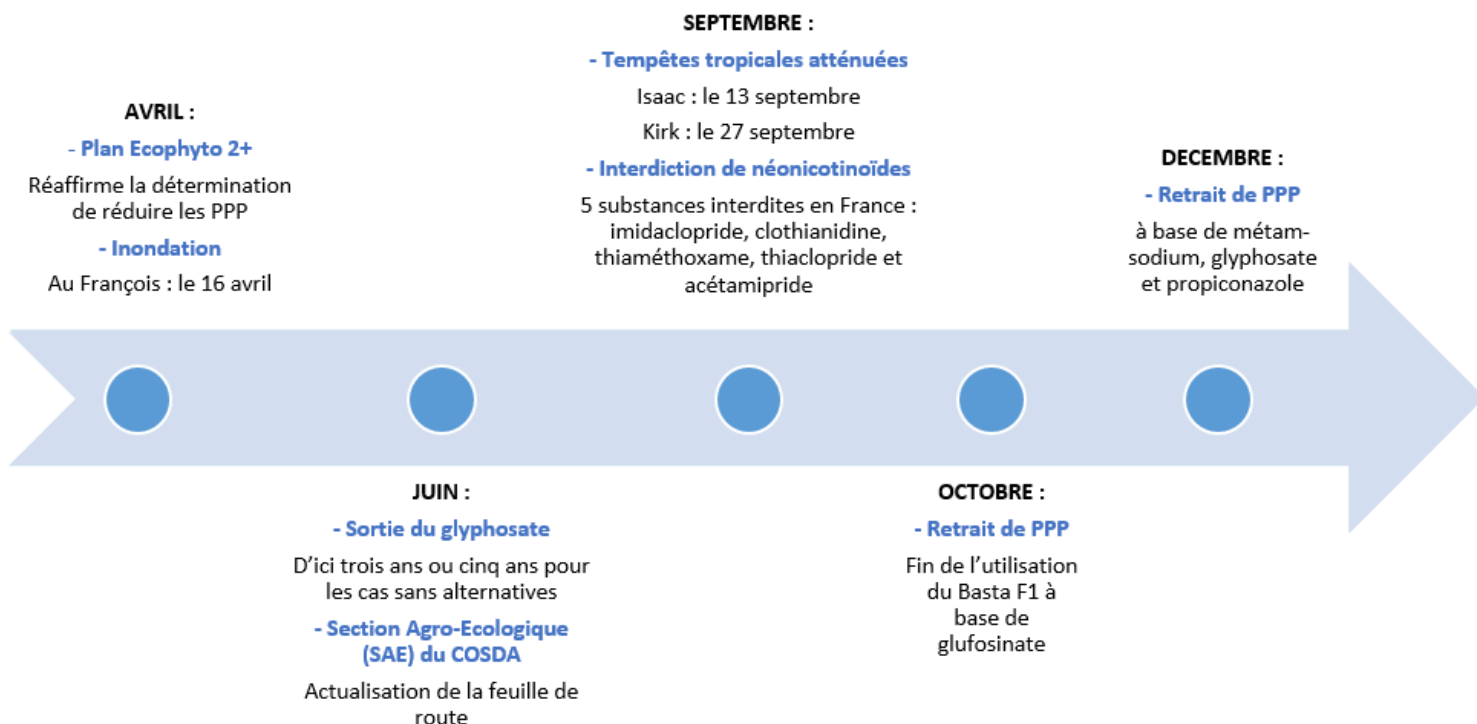 AVRIL :
- Plan Ecophyto 2+
Réaffirme la détermination
de réduire les PPP
- Inondation
Au François : le 16 avril
JUIN :
- Sortie du glyphosate
D'ici trois ans ou cinq ans pour
les cas sans alternatives
- Section Agro-Ecologique
(SAE) du COSDA
Actualisation de la feuille de
route
SEPTEMBRE :
- Tempêtes tropicales atténuées
Isaac : le 13 septembre
Kirk : le 27 septembre
- Interdiction de néonicotinoïdes
5 substances interdites en France :
imidaclopride, clothianidine,
thiaméthoxame, thiaclopride et
acétamipride
OCTOBRE :
- Retrait de PPP
Fin de l'utilisation
du Basta F1 à
base de
glufosinate
DECEMBRE :
- Retrait de PPP
à base de métam-
sodium, glyphosate
et propiconazole